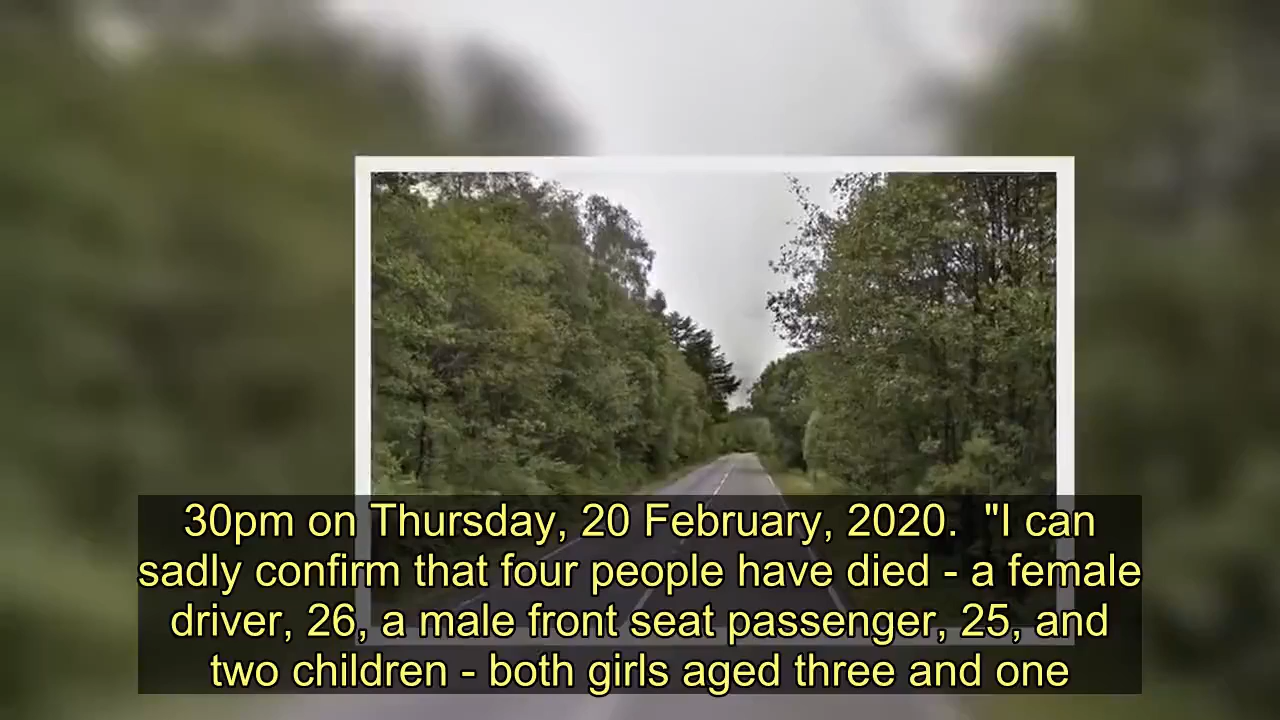 30pm on Thursday, 20 February, 2020.  "I can
sadly confirm that four people have died - a female
driver, 26, a male front seat passenger, 25, and
two children - both girls aged three and one